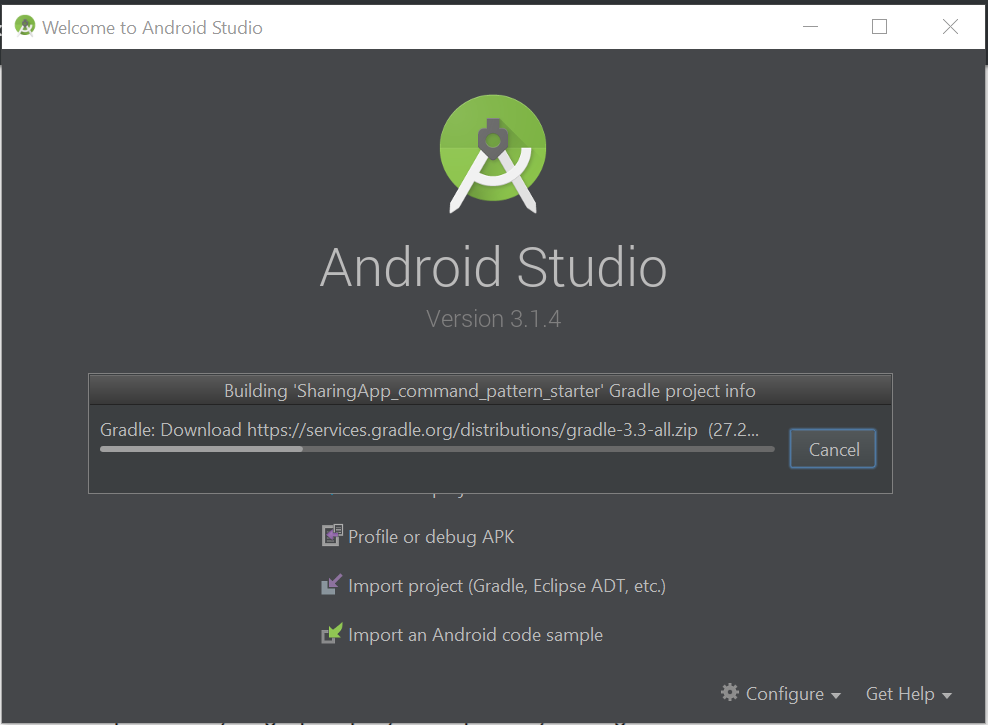 Welcome to Android Studio
Android Studio
Version 3.1.4
Building 'SharingApp_command_pattern_starter' Gradle project info
Gradle: Download https://services.gradle.org/distributions/gradle-3.3-all.zip (27.2...
Cancel
Profile or debug APK
Import project (Gradle, Eclipse ADT, etc.)
Import an Android code sample
Configure
Get Help